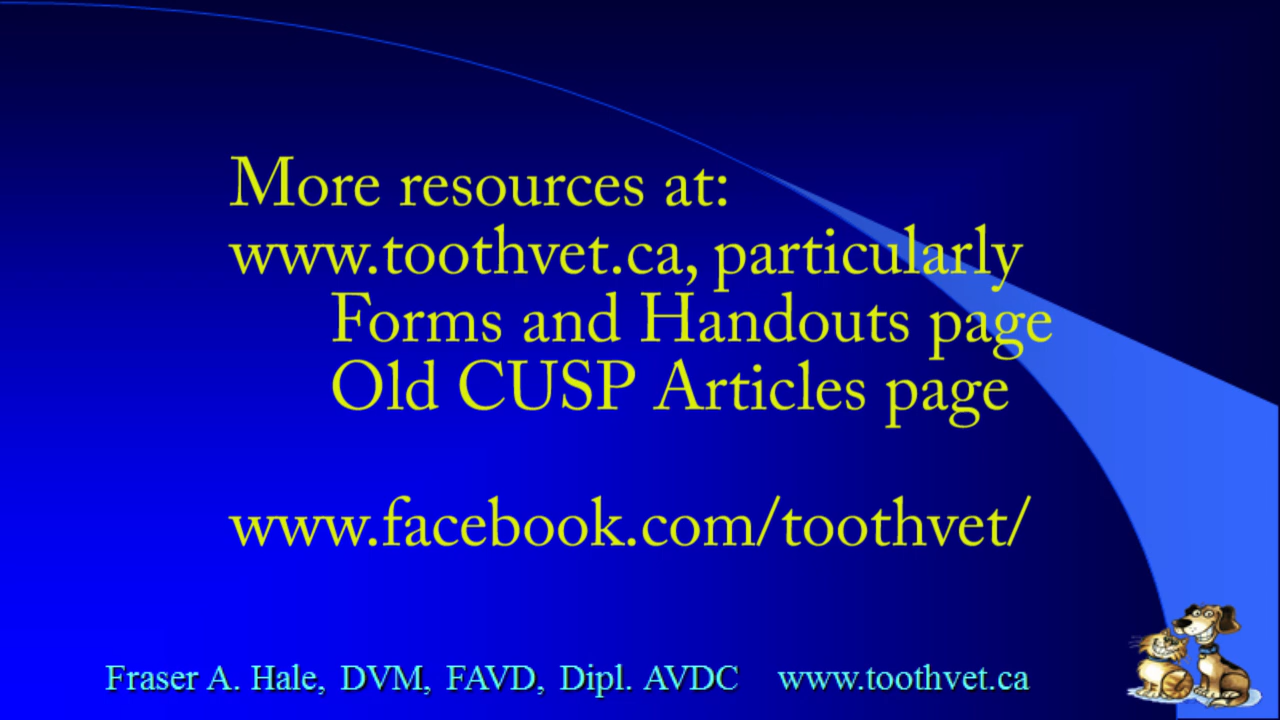 More resources at:
www.toothvet.ca, particularly
Forms and Handouts page
Old CUSP Articles page
www.facebook.com/toothvet/
Fraser A. Hale, DVM, FAVD, Dipl. AVDC www.toothvet.ca